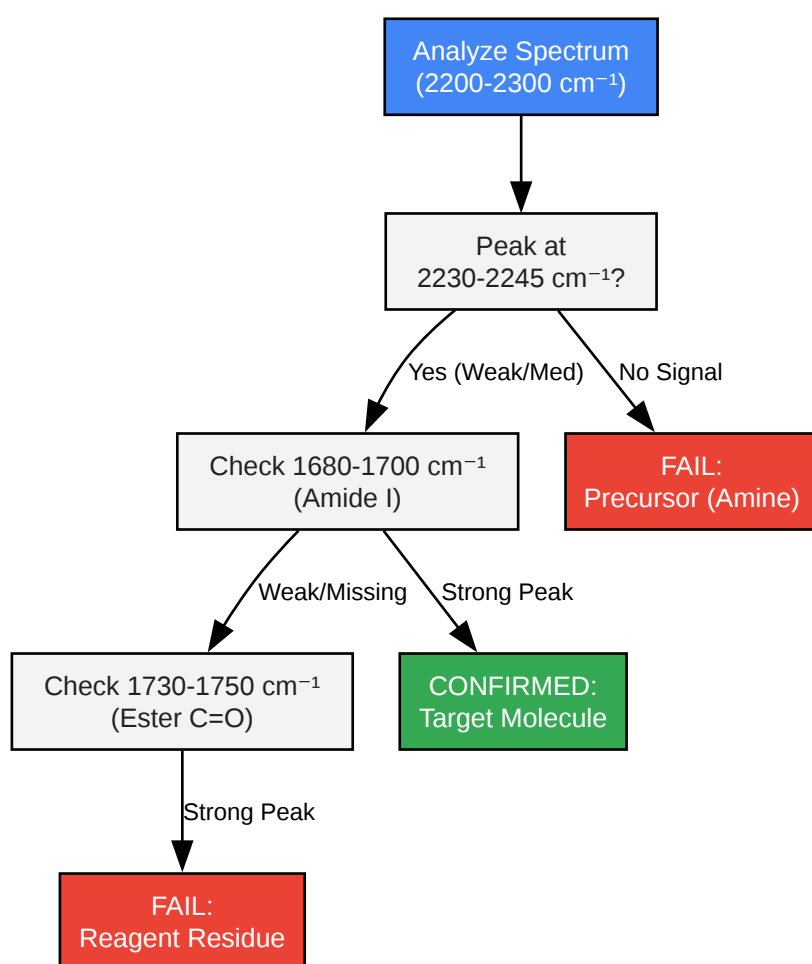 Analyze Spectrum
(2200-2300 cm⁻¹)
Peak at
2230-2245 cm⁻¹?
Yes (Weak/Med)
No Signal
Check 1680-1700 cm⁻¹
(Amide I)
FAIL:
Precursor (Amine)
Weak/Missing
Strong Peak
Check 1730-1750 cm⁻¹
(Ester C=O)
CONFIRMED:
Target Molecule
Strong Peak
FAIL:
Reagent Residue